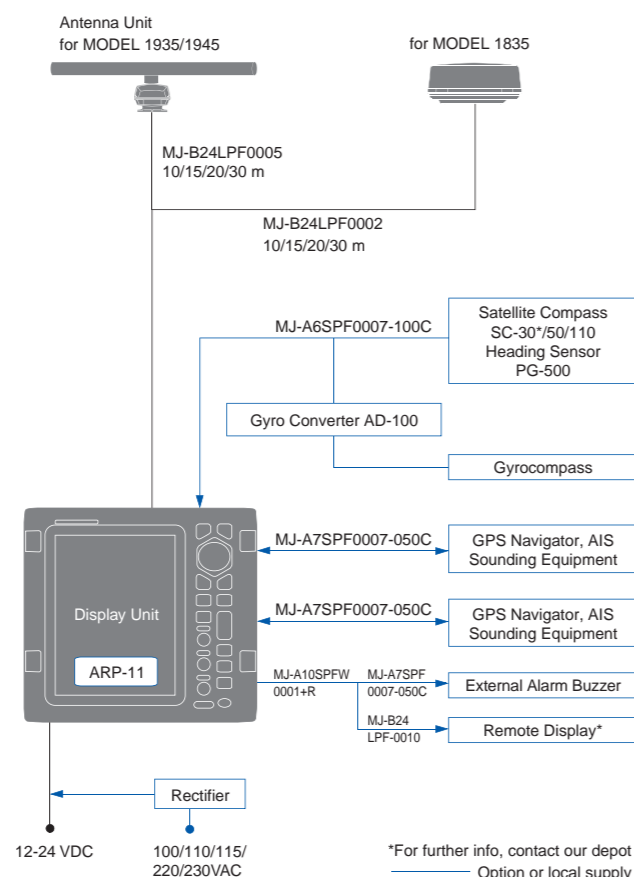 Antenna Unit
for MODEL 1935/1945
for MODEL 1835
MJ-B24LPF0005
10/15/20/30 m
MJ-B24LPF0002
10/15/20/30 m
MJ-A6SPF0007-100C
Satellite Compass
SC-30*/50/110
Heading Sensor
PG-500
Gyro Converter AD-100
Gyrocompass
MJ-A7SPF0007-050C
GPS Navigator, AIS
Sounding Equipment
Display Unit
MJ-A7SPF0007-050C
GPS Navigator, AIS
Sounding Equipment
ARP-11
MJ-A10SPFW
0001+R
MJ-A7SPF
0007-050C
External Alarm Buzzer
MJ-B24
LPF-0010
Remote Display*
Rectifier
12-24 VDC
100/110/115/
220/230VAC
*For further info, contact our depot
Option or local supply